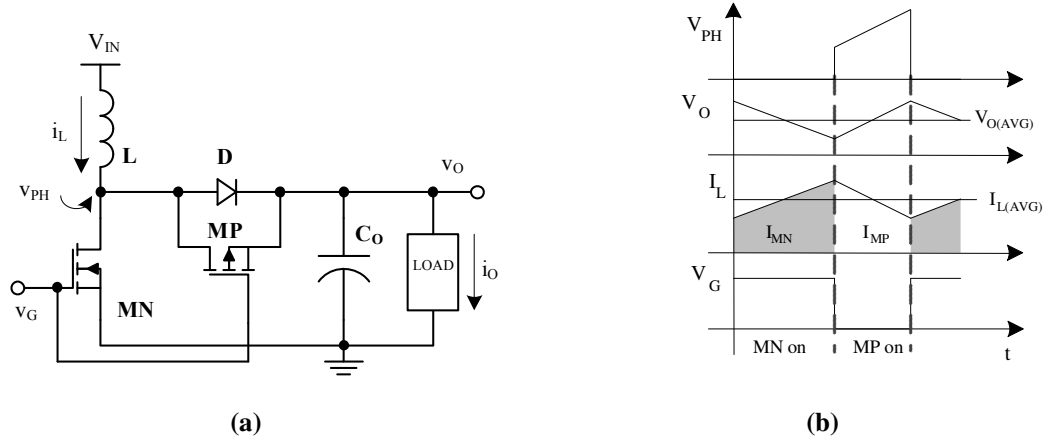 V_IN
i_L
L
D
v_O
v_PH
MP
C_O
LOAD
i_O
MN
v_G
(a)
V_PH
V_O
V_O(AVG)
I_L
I_L(AVG)
I_MN
I_MP
V_G
MN on
MP on
t
(b)